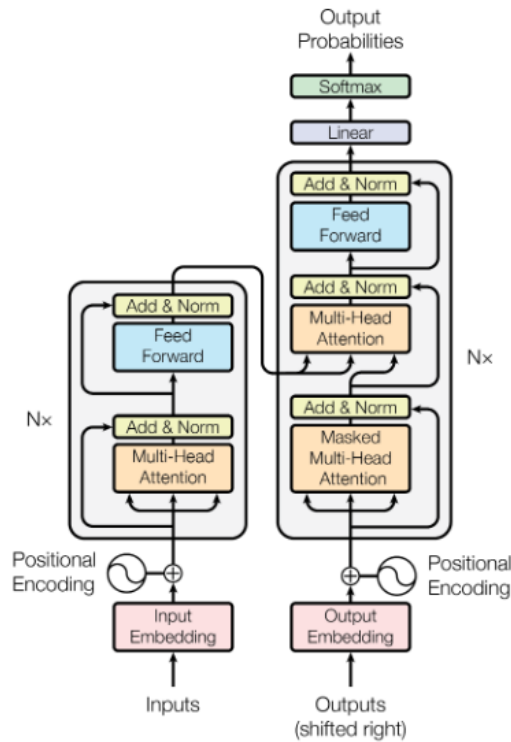 Output
Probabilities
Softmax
Linear
Add & Norm
Feed
Forward
Add & Norm
Multi-Head
Attention
Nx
Add & Norm
Masked
Multi-Head
Attention
Add & Norm
Feed
Forward
Nx
Add & Norm
Multi-Head
Attention
Positional
Encoding
Positional
Encoding
Input
Embedding
Output
Embedding
Inputs
Outputs
(shifted right)